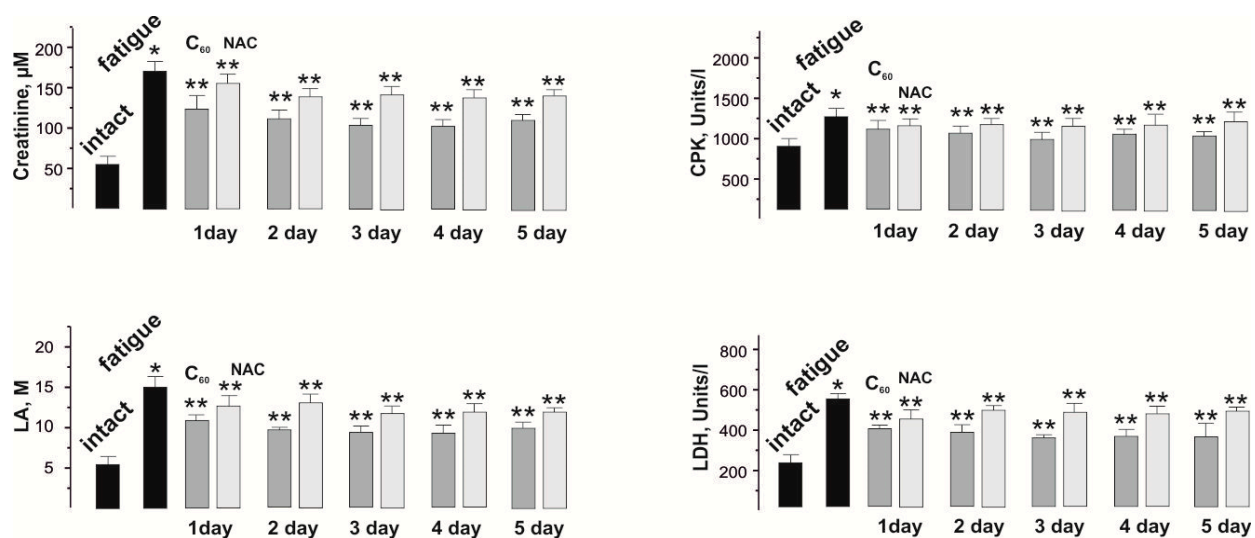 Creatinine, µM
200
150
100
50
intact
fatigue
*
C₆₀ NAC
** **
** **
** **
** **
** **
1day 2 day 3 day 4 day 5 day
CPK, Units/l
2000
1500
1000
500
intact
fatigue
*
C₆₀
NAC
** **
** **
** **
** **
** **
1day 2 day 3 day 4 day 5 day
LA, M
20
15
10
5
intact
fatigue
*
C₆₀ NAC
** **
** **
** **
** **
** **
1day 2 day 3 day 4 day 5 day
LDH, Units/l
800
600
400
200
intact
fatigue
*
C₆₀ NAC
** **
** **
** **
** **
** **
1day 2 day 3 day 4 day 5 day